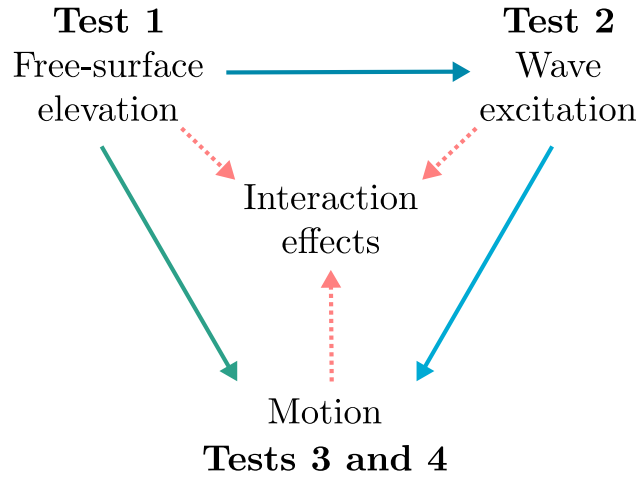 Test 1
Free-surface
elevation
Test 2
Wave
excitation
Interaction
effects
Motion
Tests 3 and 4